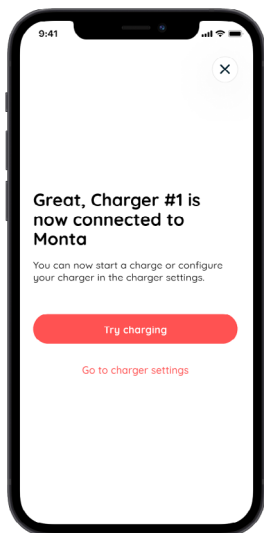 9:41
Great, Charger #1 is
now connected to
Monta
You can now start a charge or configure
your charger in the charger settings.
Try charging
Go to charger settings